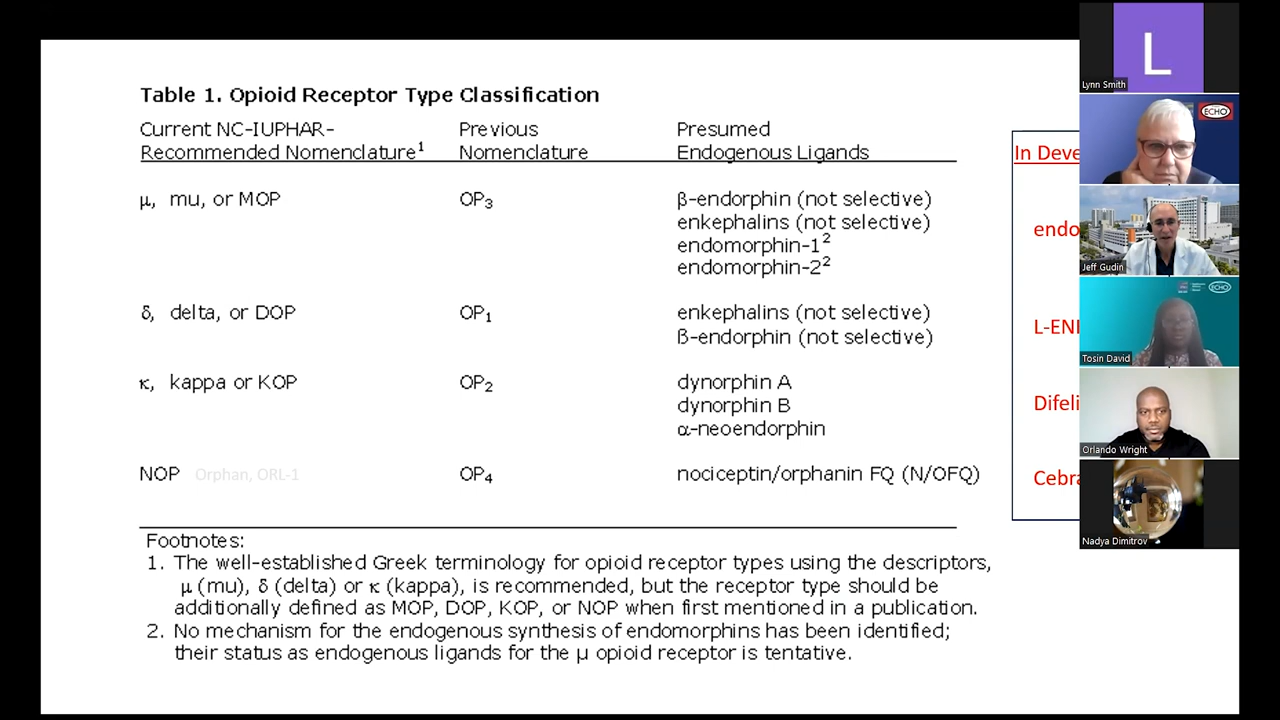 Table 1. Opioid Receptor Type Classification
Current NC-IUPHAR-
Recommended Nomenclature¹
Previous
Nomenclature
Presumed
Endogenous Ligands
μ, mu, or MOP
OP₃
β-endorphin (not selective)
enkephalins (not selective)
endomorphin-1²
endomorphin-2²
δ, delta, or DOP
OP₁
enkephalins (not selective)
ß-endorphin (not selective)
κ, kappa or KOP
OP₂
dynorphin A
dynorphin B
α-neoendorphin
NOP Orphan, ORL-1
OP₄
nociceptin/orphanin FQ (N/OFQ)
Footnotes:
1. The well-established Greek terminology for opioid receptor types using the descriptors,
μ (mu), δ (delta) or κ (kappa), is recommended, but the receptor type should be
additionally defined as MOP, DOP, KOP, or NOP when first mentioned in a publication.
2. No mechanism for the endogenous synthesis of endomorphins has been identified;
their status as endogenous ligands for the μ opioid receptor is tentative.
In Deve
endo
L-EN
Difeli
Cebra
L
Lynn Smith
ECHO
Jeff Gudin
ECHO
Tosin David
Orlando Wright
Nadya Dimitrov